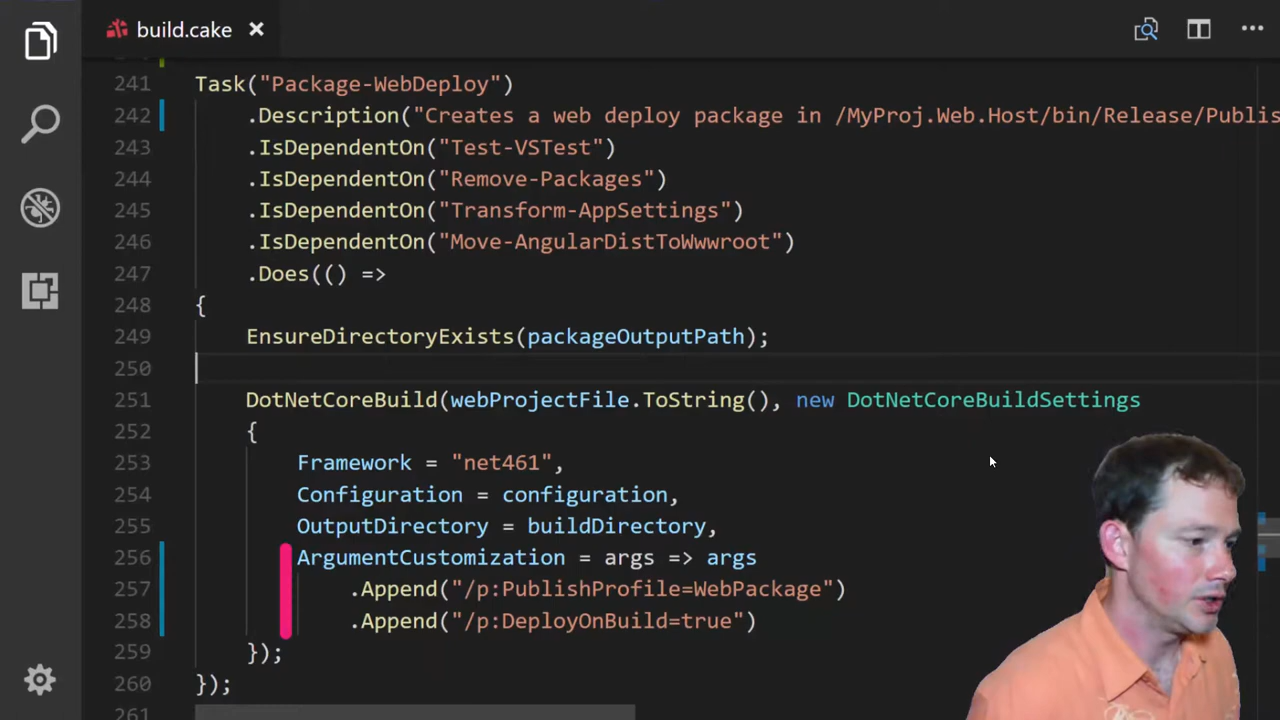 build.cake
241 Task("Package-WebDeploy")
242 .Description("Creates a web deploy package in /MyProj.Web.Host/bin/Release/Publis
243 .IsDependentOn("Test-VSTest")
244 .IsDependentOn("Remove-Packages")
245 .IsDependentOn("Transform-AppSettings")
246 .IsDependentOn("Move-AngularDistToWwwroot")
247 .Does(() =>
248 {
249 EnsureDirectoryExists(packageOutputPath);
250
251 DotNetCoreBuild(webProjectFile.ToString(), new DotNetCoreBuildSettings
252 {
253 Framework = "net461",
254 Configuration = configuration,
255 OutputDirectory = buildDirectory,
256 ArgumentCustomization = args => args
257 .Append("/p:PublishProfile=WebPackage")
258 .Append("/p:DeployOnBuild=true")
259 });
260 });
261